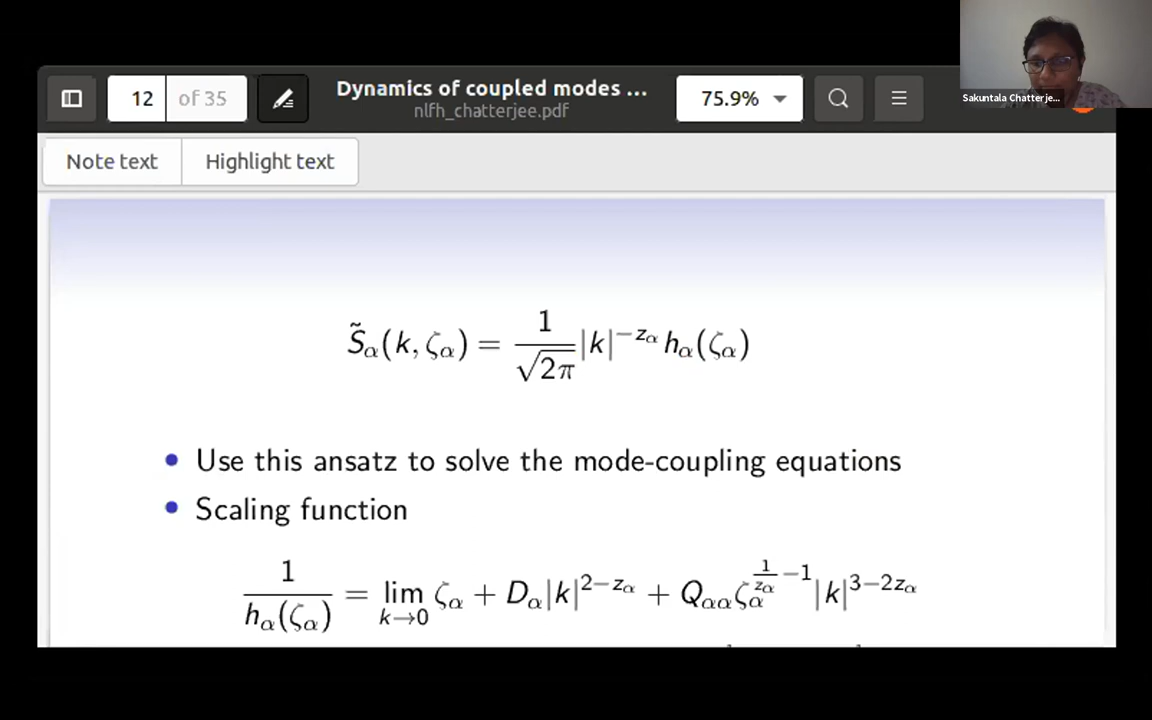 12 of 35
Dynamics of coupled modes ...
nlfh_chatterjee.pdf
75.9%
Sakuntala Chatterje...
Note text
Highlight text
S̃_α(k, ζ_α) = 1/√(2π) |k|^{−z_α} h_α(ζ_α)
• Use this ansatz to solve the mode-coupling equations
• Scaling function
1/h_α(ζ_α) = lim_{k→0} ζ_α + D_α|k|^{2−z_α} + Q_{αα}ζ_α^{1/z_α −1}|k|^{3−2z_α}